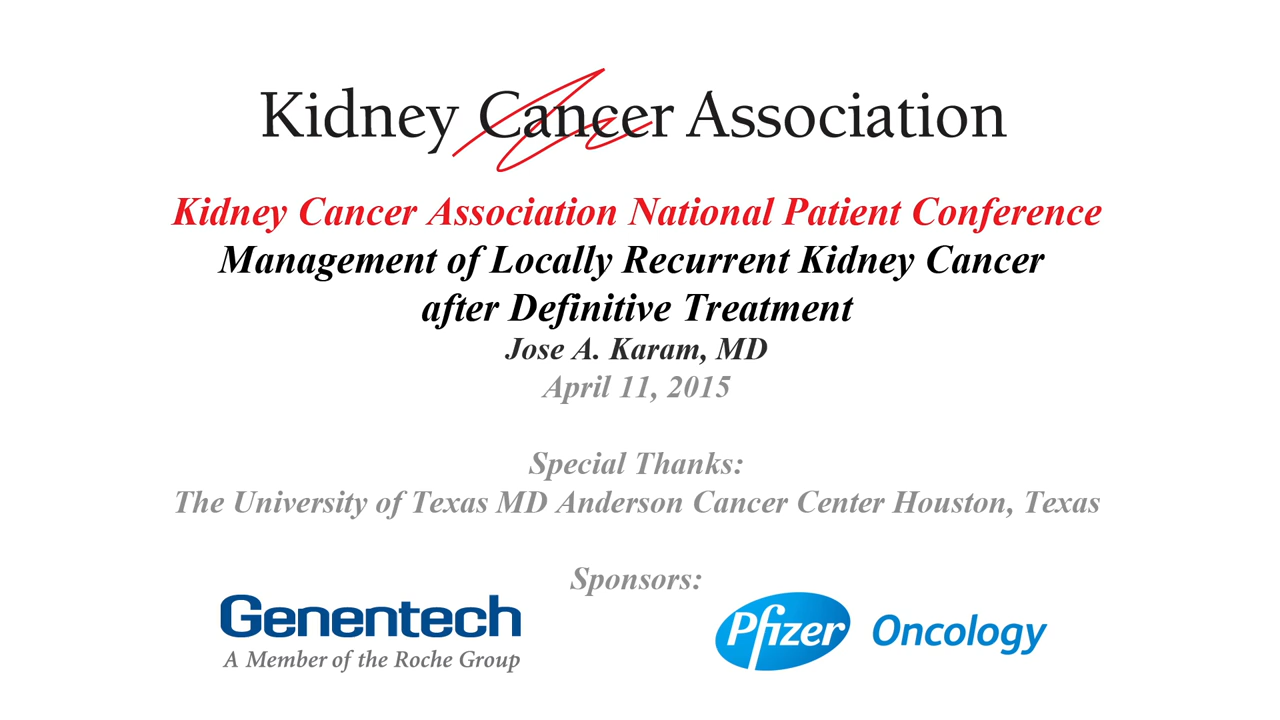 Kidney Cancer Association
Kidney Cancer Association National Patient Conference
Management of Locally Recurrent Kidney Cancer
after Definitive Treatment
Jose A. Karam, MD
April 11, 2015
Special Thanks:
The University of Texas MD Anderson Cancer Center Houston, Texas
Sponsors:
Genentech
A Member of the Roche Group
Pfizer Oncology